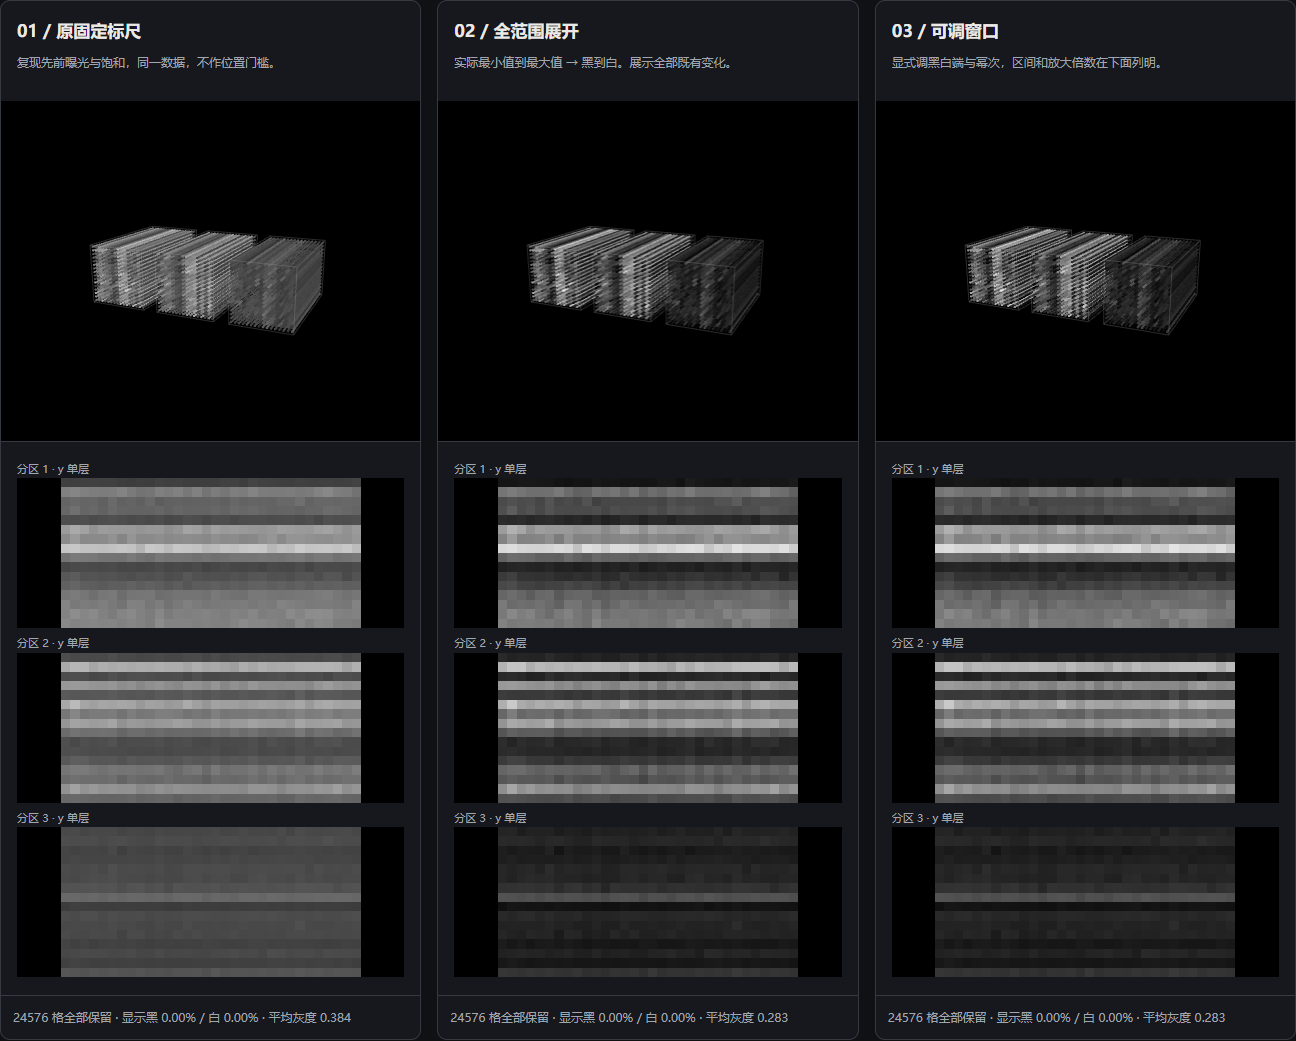 01 / 原固定标尺
复现先前曝光与饱和，同一数据，不作位置门槛。
分区 1 · y 单层
分区 2 · y 单层
分区 3 · y 单层
24576 格全部保留 · 显示黑 0.00% / 白 0.00% · 平均灰度 0.384
02 / 全范围展开
实际最小值到最大值 → 黑到白。展示全部既有变化。
分区 1 · y 单层
分区 2 · y 单层
分区 3 · y 单层
24576 格全部保留 · 显示黑 0.00% / 白 0.00% · 平均灰度 0.283
03 / 可调窗口
显式调黑白端与幂次，区间和放大倍数在下面列明。
分区 1 · y 单层
分区 2 · y 单层
分区 3 · y 单层
24576 格全部保留 · 显示黑 0.00% / 白 0.00% · 平均灰度 0.283